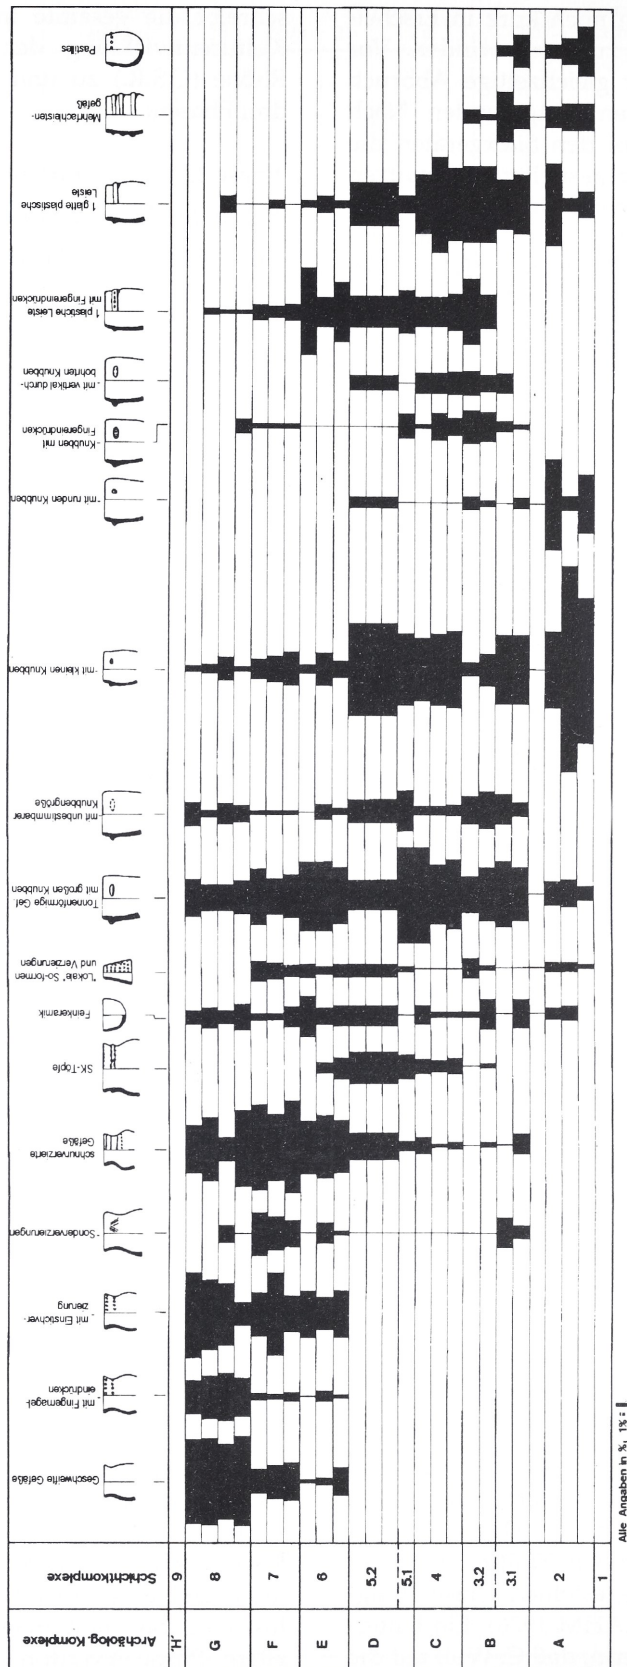 Archäolog. Komplexe
Schichtkomplexe
Geschweifte Gefäße
-mit Fingernagel-
eindrücken
-mit Einstichver-
zierung
Sonderverzierungen
schnurverzierte
Gefäße
SK-Töpfe
Feinkeramik
"Lokale" So-formen
und Verzierungen
Tonnenförmige Gef.
mit großen Knubben
-mit unbestimmbarer
Knubbengröße
-mit kleinen Knubben
-mit runden Knubben
Knubben mit
Fingereindrücken
-mit vertikal durch-
bohrten Knubben
1 plastische Leiste
mit Fingereindrücken
1 glatte plastische
Leiste
Mehrfachleisten-
gefäß
Pastilles
'H' 9
G 8
F 7
E 6
D 5.2
5.1
C 4
3.2
B
3.1
A 2
1
Alle Angaben in %, 1% =